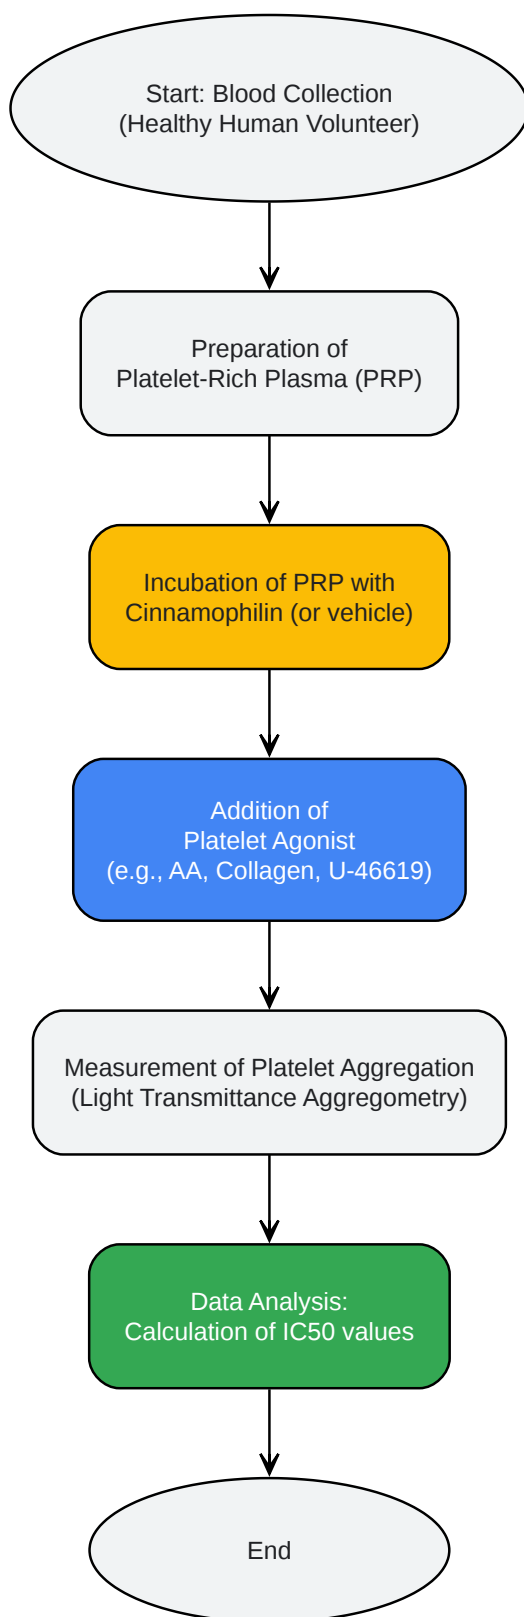 Start: Blood Collection
(Healthy Human Volunteer)
Preparation of
Platelet-Rich Plasma (PRP)
Incubation of PRP with
Cinnamophilin (or vehicle)
Addition of
Platelet Agonist
(e.g., AA, Collagen, U-46619)
Measurement of Platelet Aggregation
(Light Transmittance Aggregometry)
Data Analysis:
Calculation of IC50 values
End